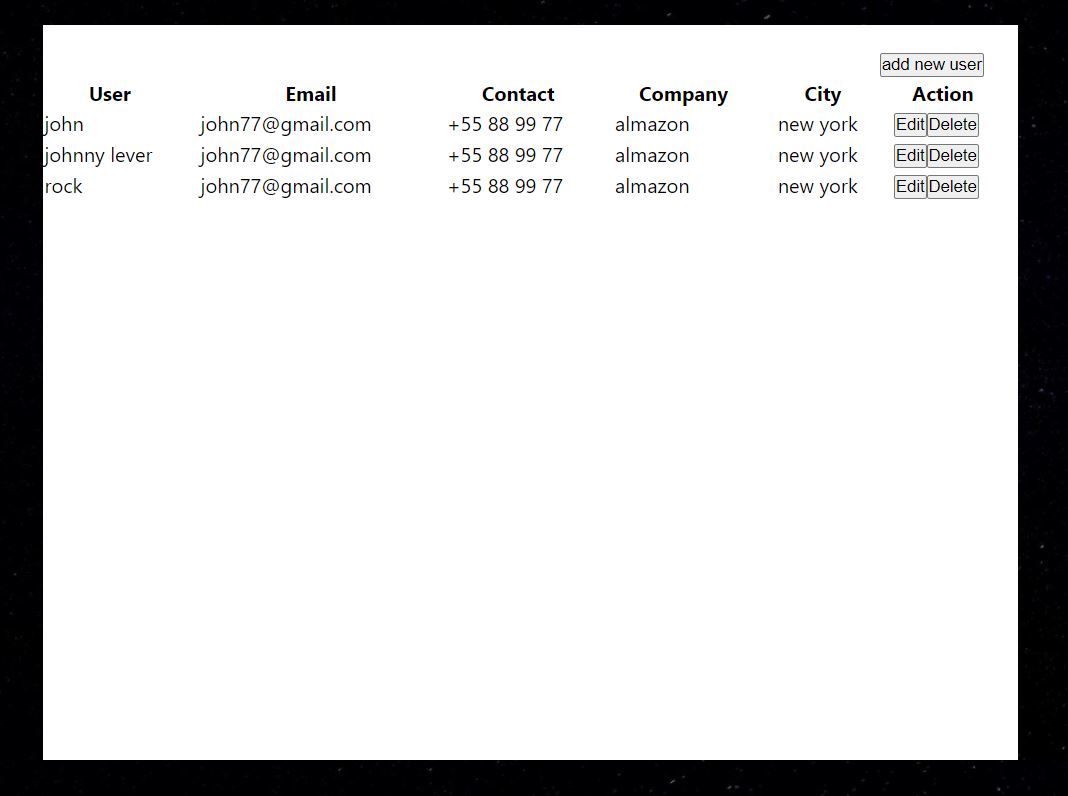 add new user
User Email Contact Company City Action
john john77@gmail.com +55 88 99 77 almazon new york Edit Delete
johnny lever john77@gmail.com +55 88 99 77 almazon new york Edit Delete
rock john77@gmail.com +55 88 99 77 almazon new york Edit Delete